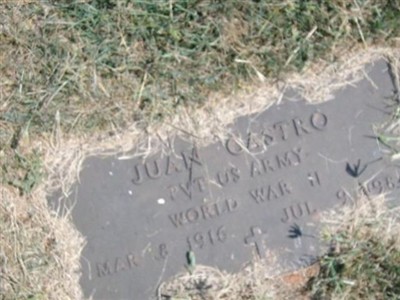 JUAN CASTRO
PVT US ARMY
WORLD WAR II
MAR 8 1916 JUL 9